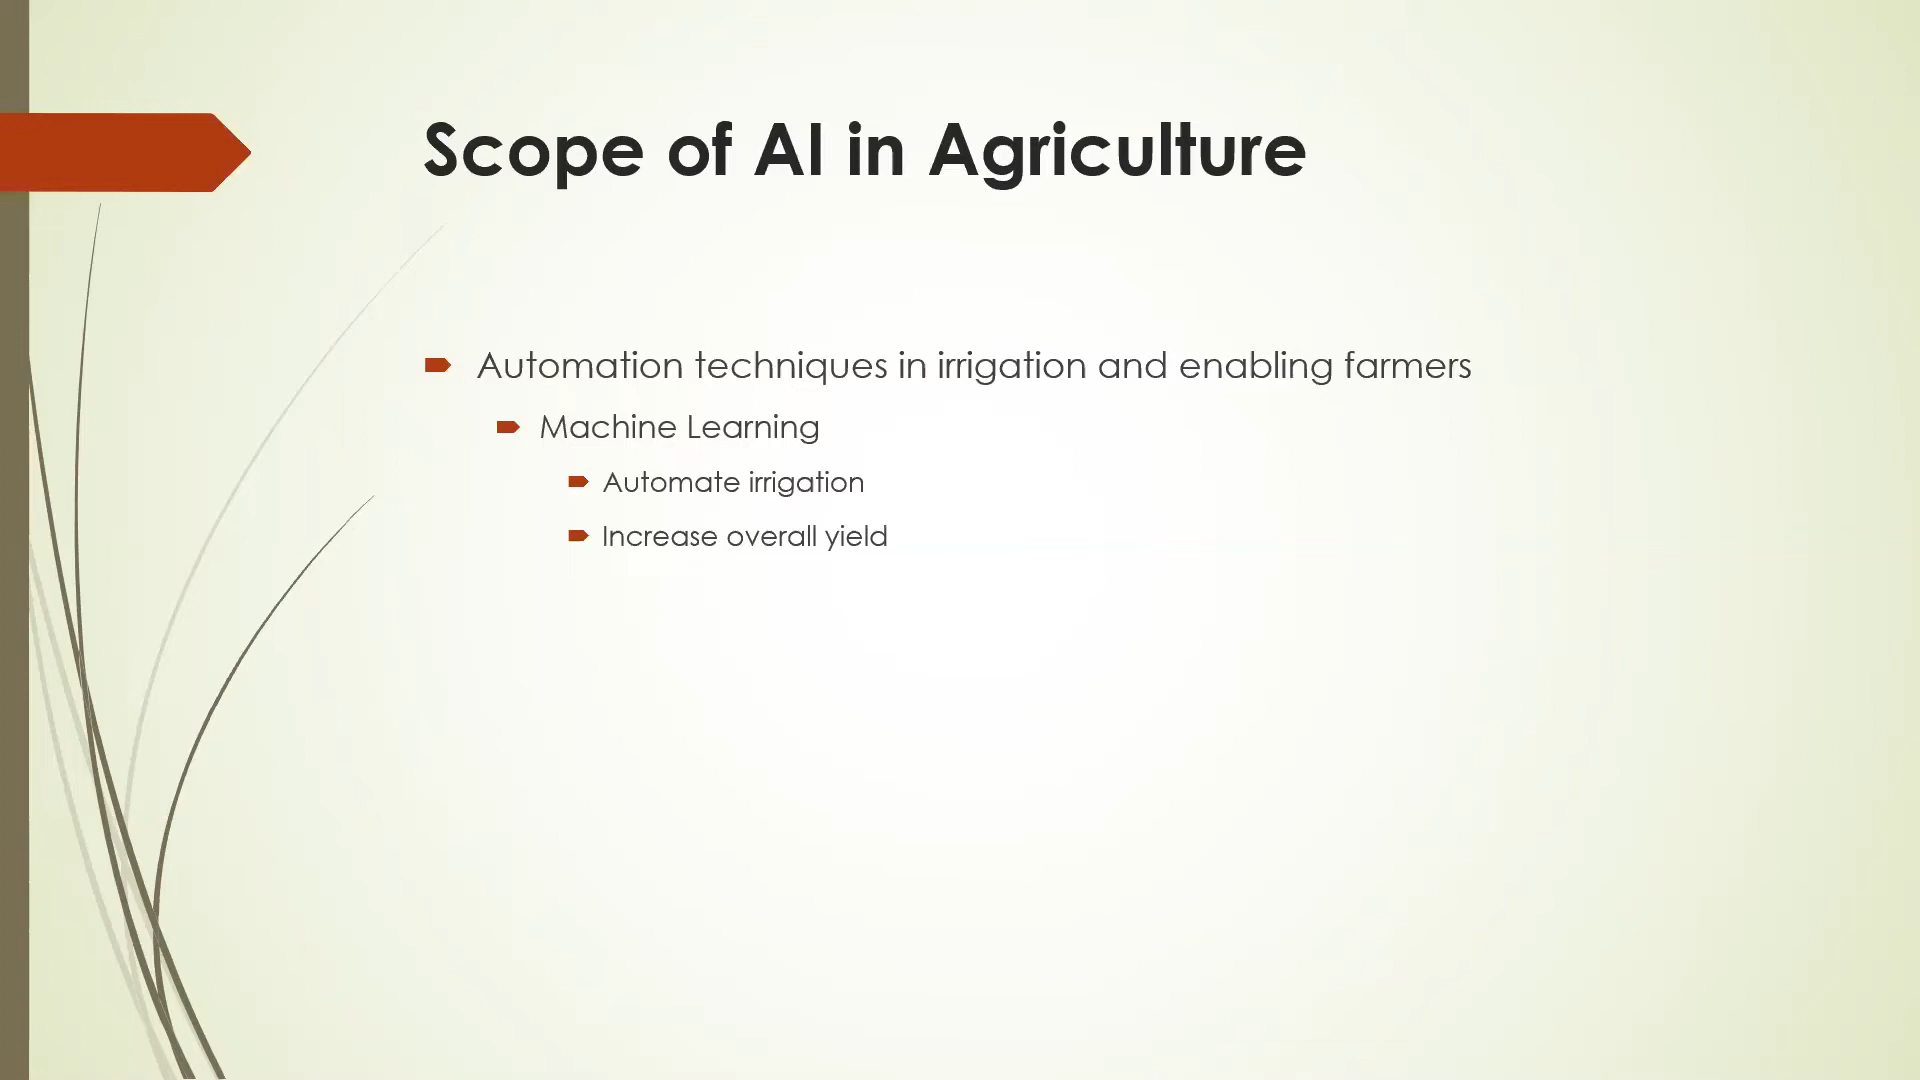 Scope of AI in Agriculture
Automation techniques in irrigation and enabling farmers
Machine Learning
Automate irrigation
Increase overall yield